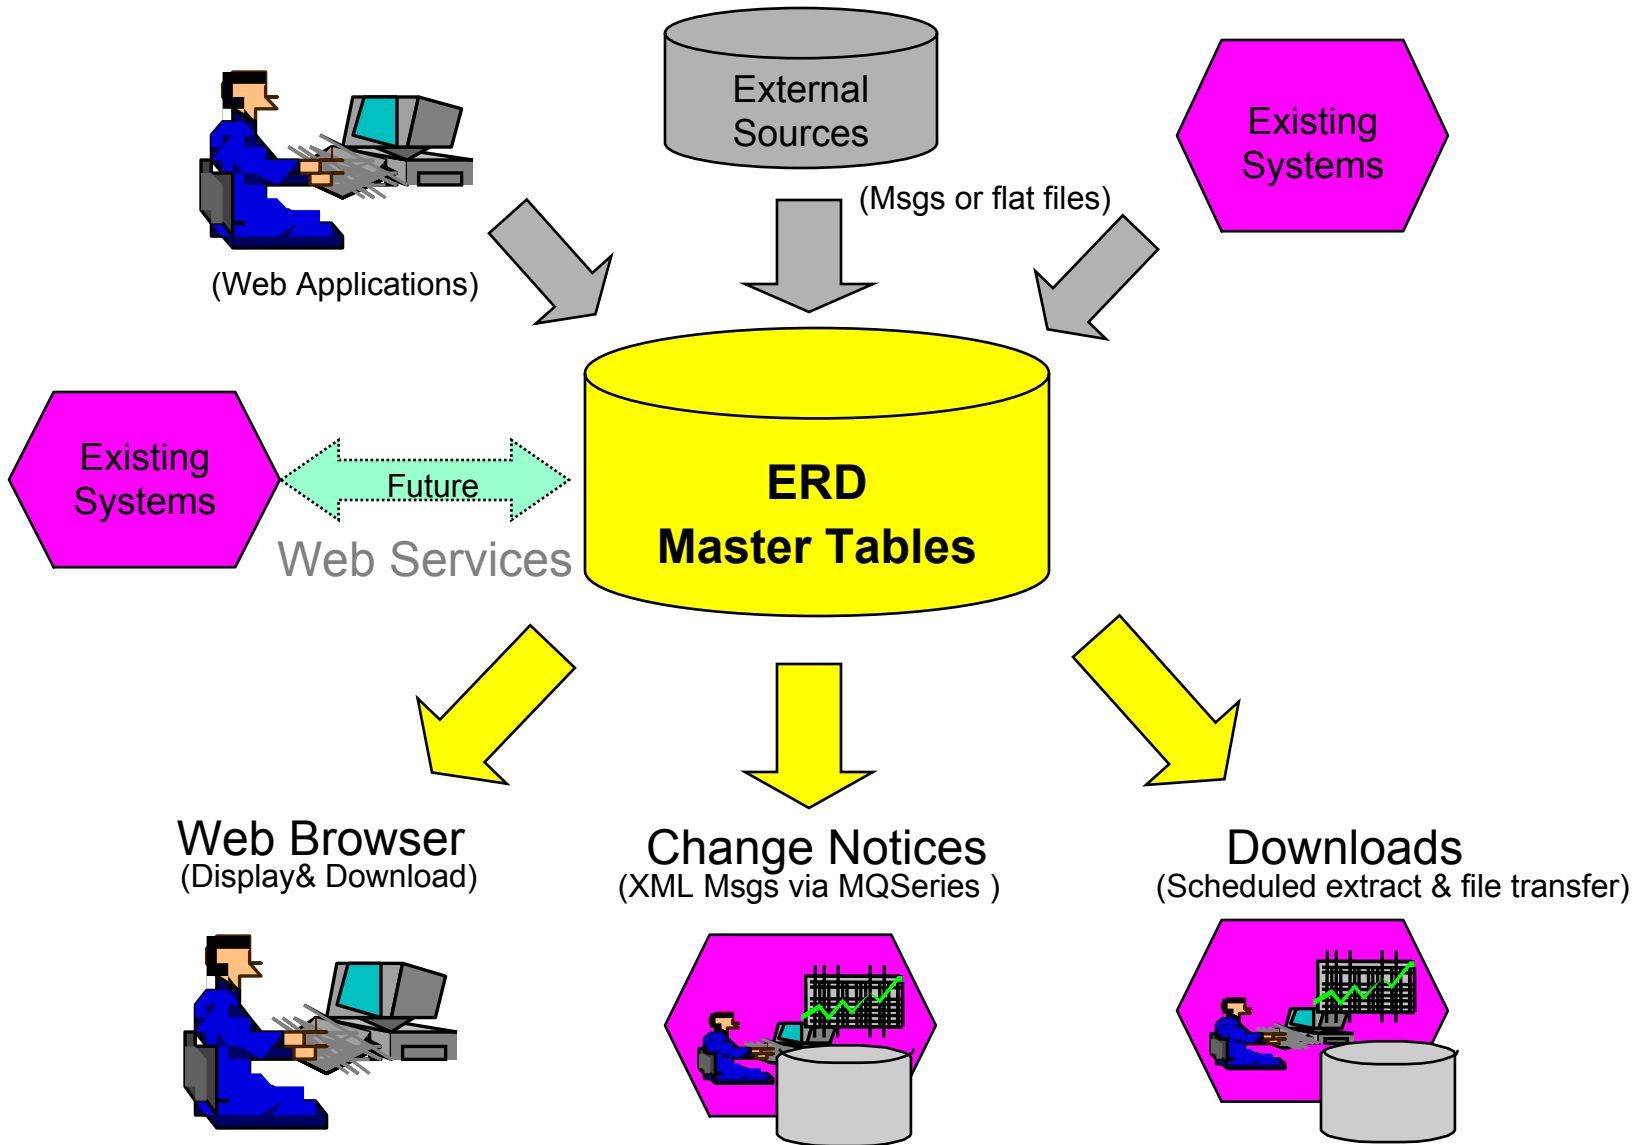 External
Sources
Existing
Systems
(Msgs or flat files)
(Web Applications)
Existing
Systems
Future
Web Services
ERD
Master Tables
Web Browser
(Display& Download)
Change Notices
(XML Msgs via MQSeries )
Downloads
(Scheduled extract & file transfer)